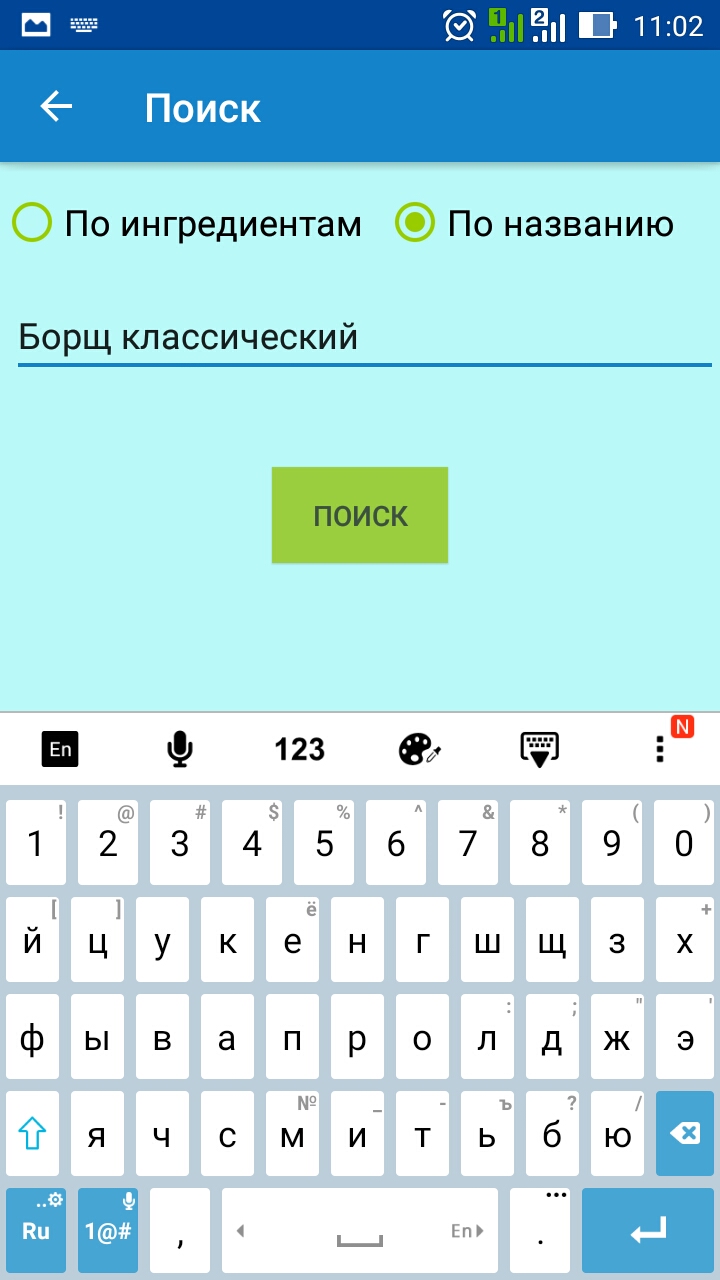 1 2 11:02
Поиск
По ингредиентам По названию
Борщ классический
ПОИСК
En 123 N
! @ # $ % ^ & * ( )
1 2 3 4 5 6 7 8 9 0
[ ] ё +
й ц у к е н г ш щ з х
: ; " '
ф ы в а п р о л д ж э
№ _ - ъ ? /
я ч с м и т ь б ю
Ru 1@# , En . ...